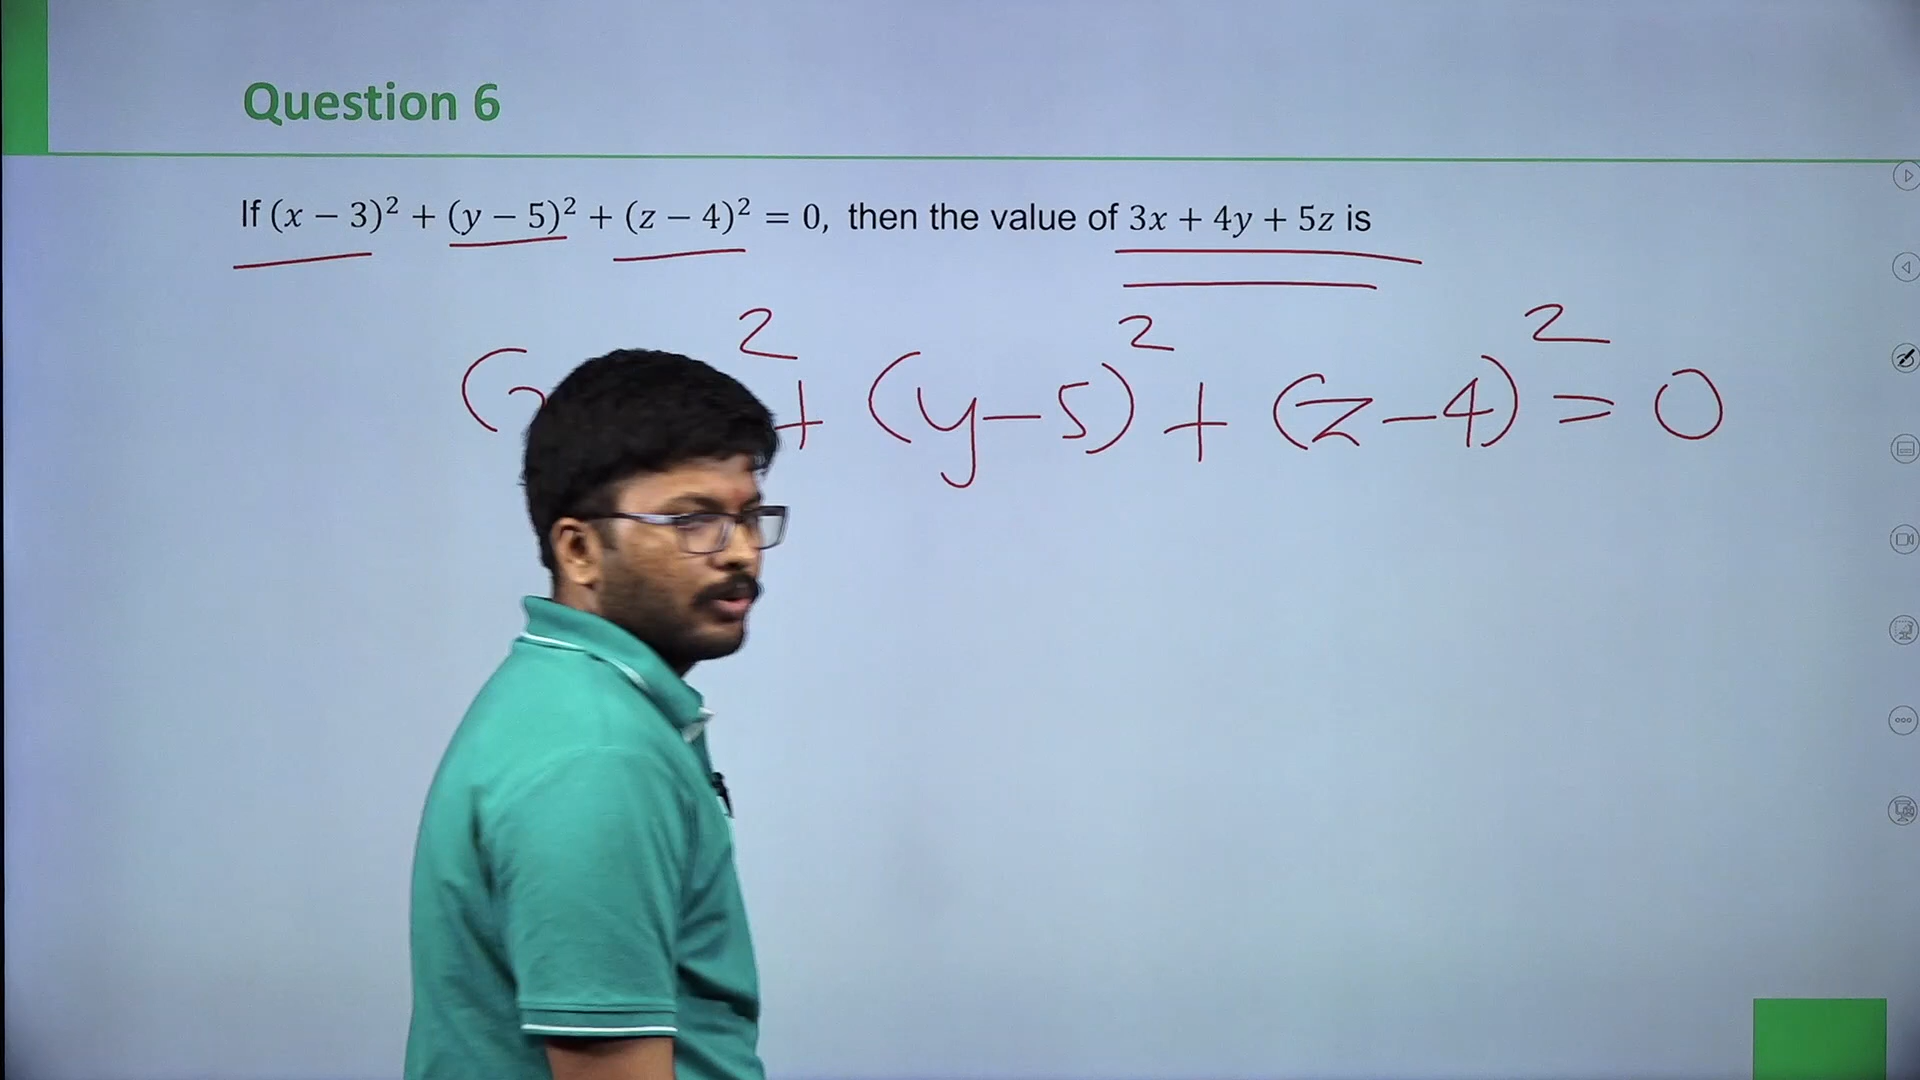 Question 6
If (x − 3)² + (y − 5)² + (z − 4)² = 0, then the value of 3x + 4y + 5z is
² + (y-5)² + (z-4)² = 0